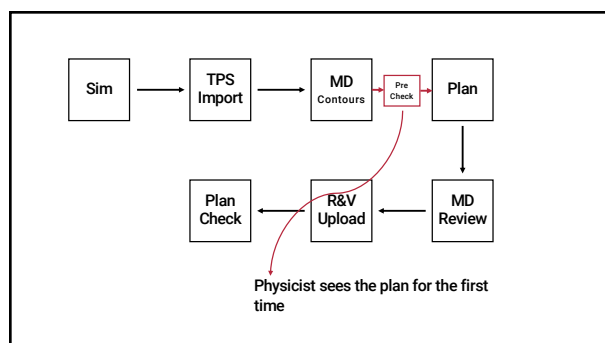 Sim
TPS
Import
MD
Contours
Pre
Check
Plan
Plan
Check
R&V
Upload
MD
Review
Physicist sees the plan for the first
time